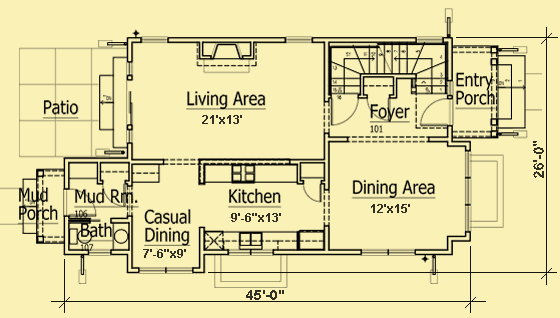 Living Area
21'x13'
Patio
Foyer
101
Entry
Porch
Mud
Porch
Mud Rm.
106
Bath
107
Casual
Dining
7'-6"x9'
Kitchen
9'-6"x13'
Dining Area
12'x15'
26'-0"
45'-0"